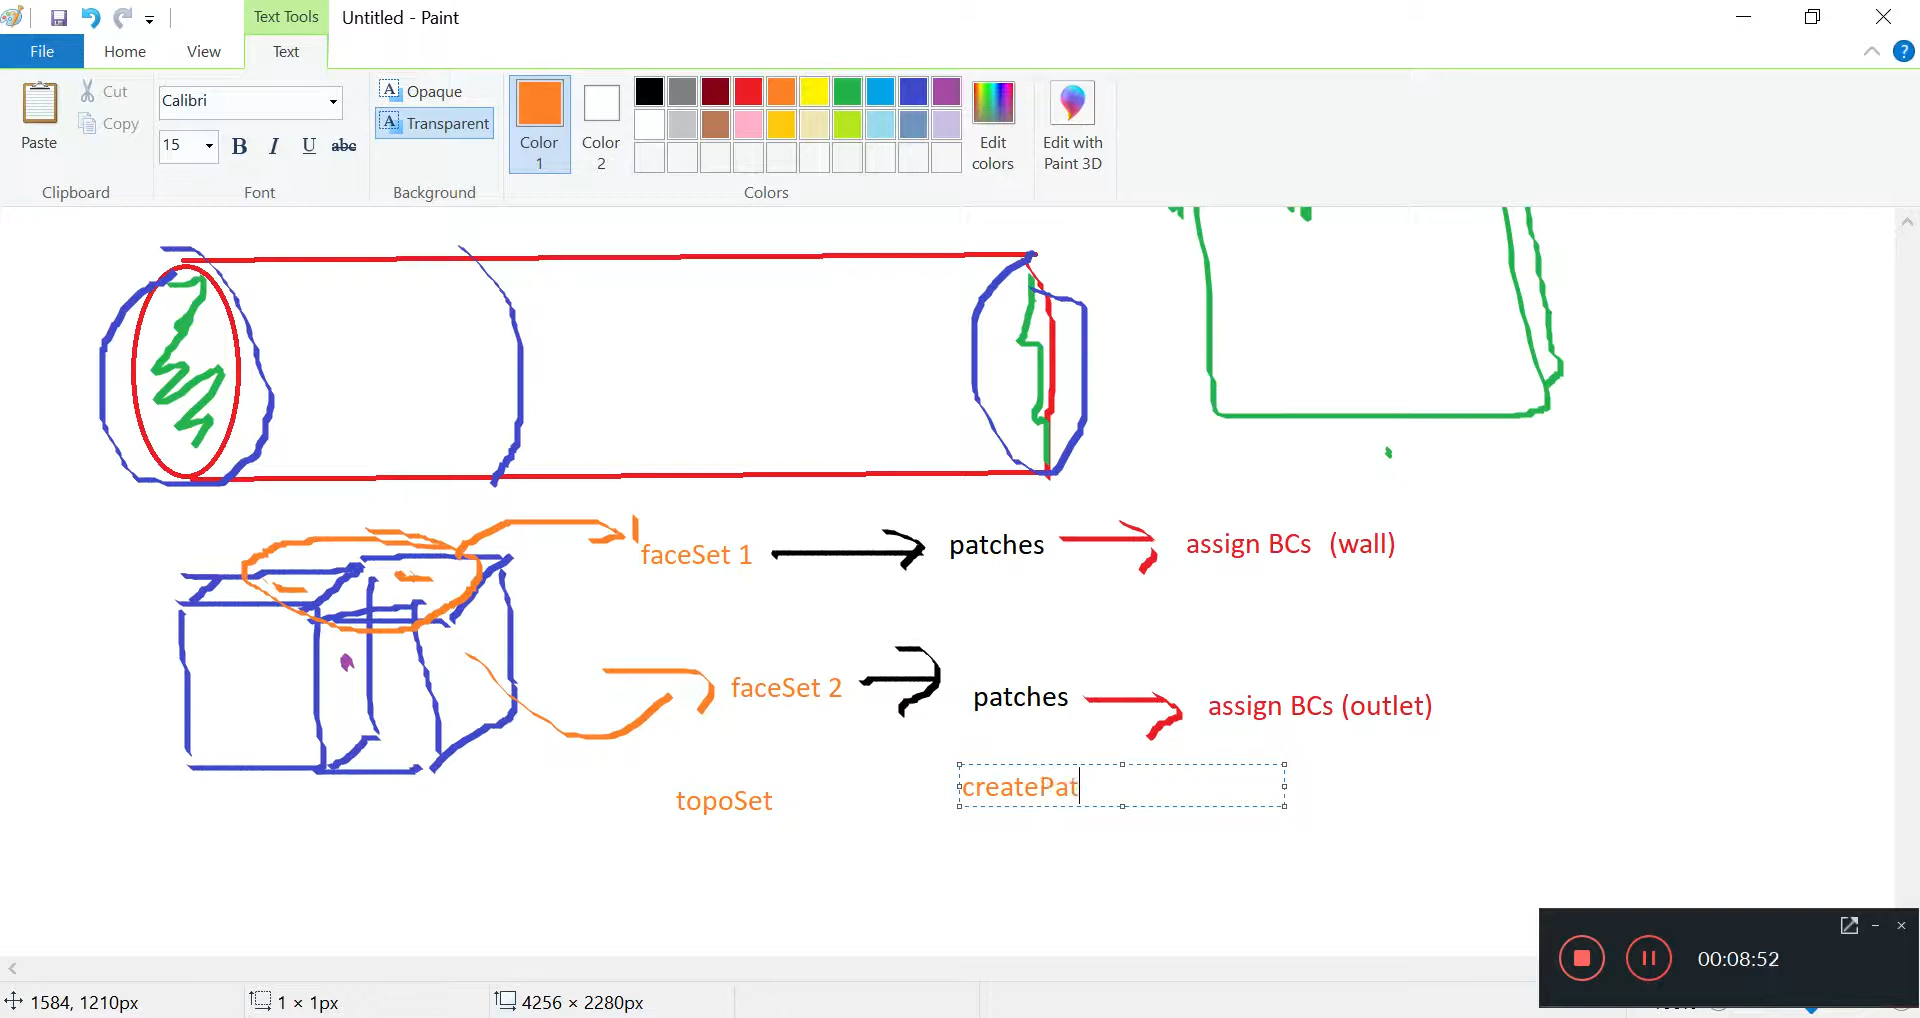 Text Tools
Untitled - Paint
File
Home
View
Text
Paste
Cut
Copy
Clipboard
Calibri
15
B I U abc
Font
A Opaque
A Transparent
Background
Color 1
Color 2
Colors
Edit colors
Edit with Paint 3D
faceSet 1
patches
assign BCs (wall)
faceSet 2
patches
assign BCs (outlet)
topoSet
createPat
00:08:52
1584, 1210px
1 × 1px
4256 × 2280px